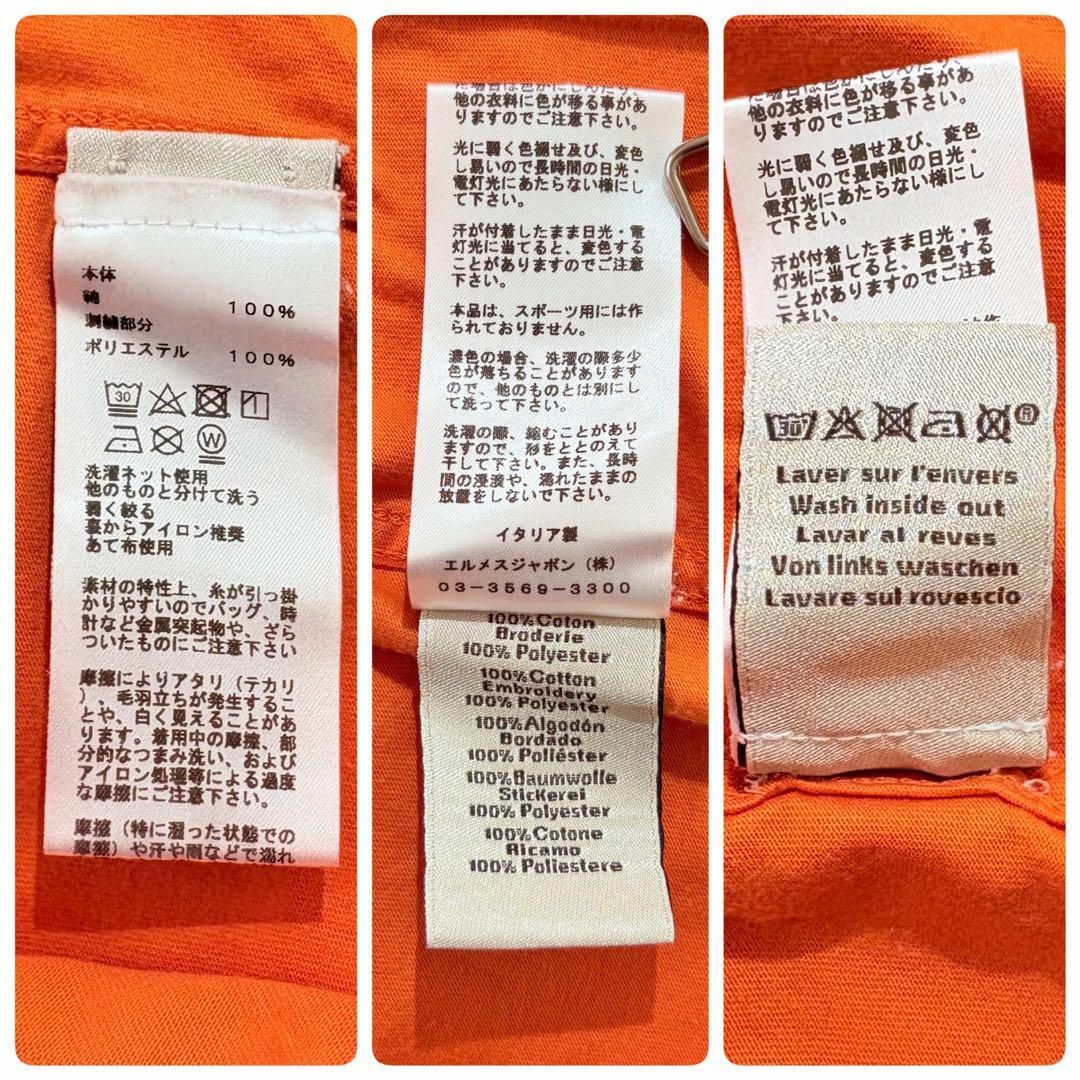 本体
綿 100%
刺繍部分
ポリエステル 100%
30
W
洗濯ネット使用
他のものと分けて洗う
弱く絞る
裏からアイロン推奨
あて布使用
素材の特性上、糸が引っ掛
かりやすいのでバッグ、時
計など金属突起物や、ざら
ついたものにご注意下さい
摩擦によりアタリ（テカリ
）、毛羽立ちが発生するこ
とや、白く見えることがあ
ります。着用中の摩擦、部
分的なつまみ洗い、および
アイロン処理等による過度
な摩擦にご注意下さい。
摩擦（特に湿った状態での
摩擦）や汗や雨などで濡れ
た場合は色がにじんだり、
他の衣料に色が移る事があ
りますのでご注意下さい。
光に弱く色褪せ及び、変色
し易いので長時間の日光・
電灯光にあたらない様にし
て下さい。
汗が付着したまま日光・電
灯光に当てると、変色する
ことがありますのでご注意
下さい。
本品は、スポーツ用には作
られておりません。
濃色の場合、洗濯の際多少
色が落ちることがあります
ので、他のものとは別にし
て洗って下さい。
洗濯の際、縮むことがあり
ますので、形をととのえて
干して下さい。また、長時
間の浸漬や、濡れたままの
放置をしないで下さい。
イタリア製
エルメスジャポン（株）
03-3569-3300
100%Coton
Broderie
100% Polyester
100%Cotton
Embroidery
100% Polyester
100%Algodón
Bordado
100% Poliéster
100%Baumwolle
Stickerei
100% Polyester
100%Cotone
Ricamo
100% Poliestere
た場合は色がにじんだり、
他の衣料に色が移る事があ
りますのでご注意下さい。
光に弱く色褪せ及び、変色
し易いので長時間の日光・
電灯光にあたらない様にし
て下さい。
汗が付着したまま日光・電
灯光に当てると、変色する
ことがありますのでご注意
下さい。
は作
30 ®
Laver sur l'envers
Wash inside out
Lavar al reves
Von links waschen
Lavare sul rovescio